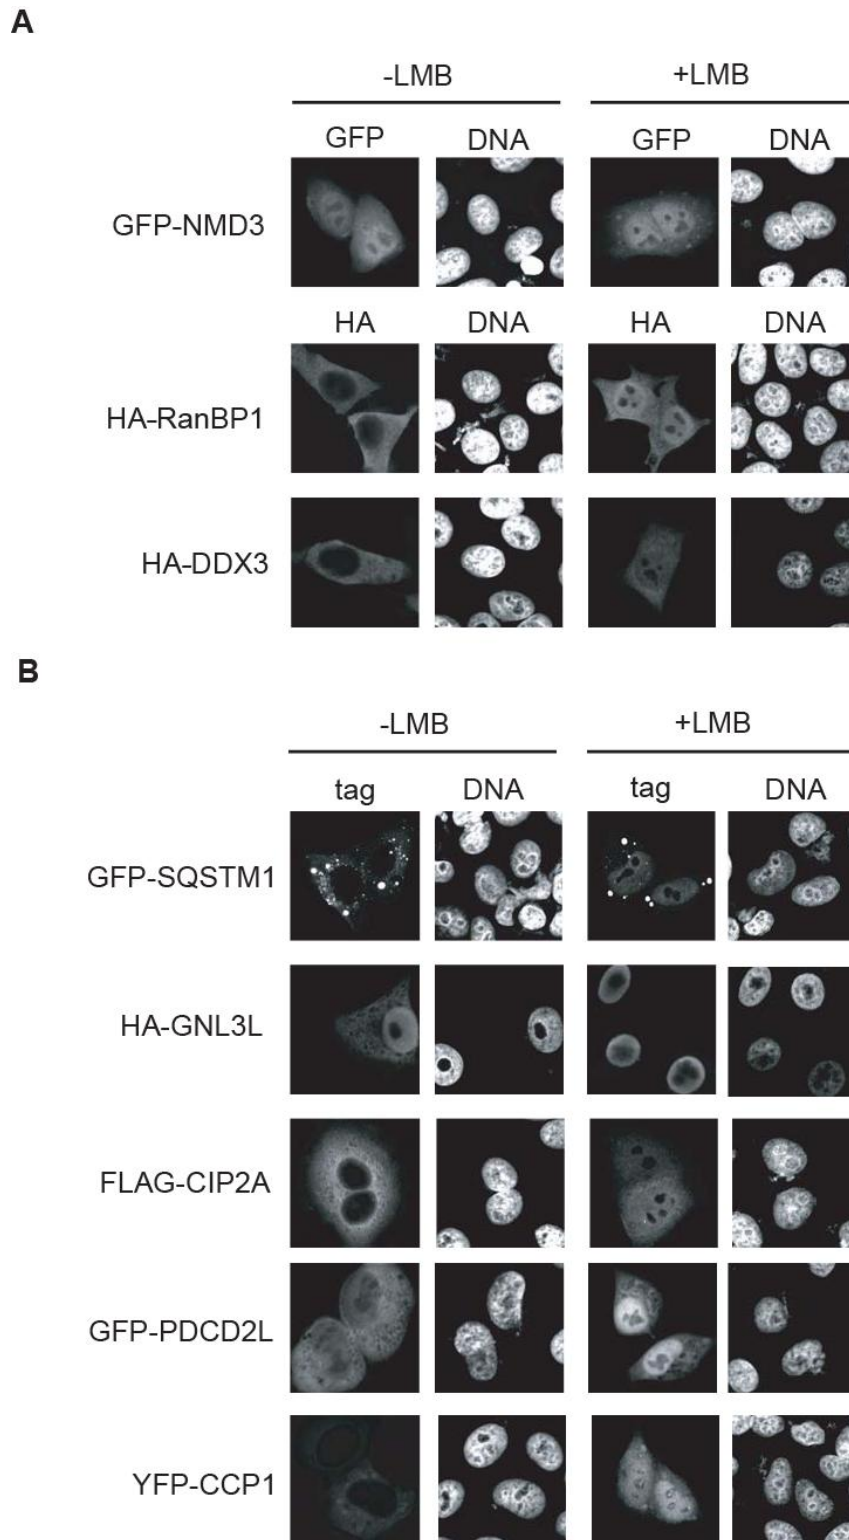 A
-LMB +LMB
GFP DNA GFP DNA
GFP-NMD3
HA DNA HA DNA
HA-RanBP1
HA-DDX3
B
-LMB +LMB
tag DNA tag DNA
GFP-SQSTM1
HA-GNL3L
FLAG-CIP2A
GFP-PDCD2L
YFP-CCP1